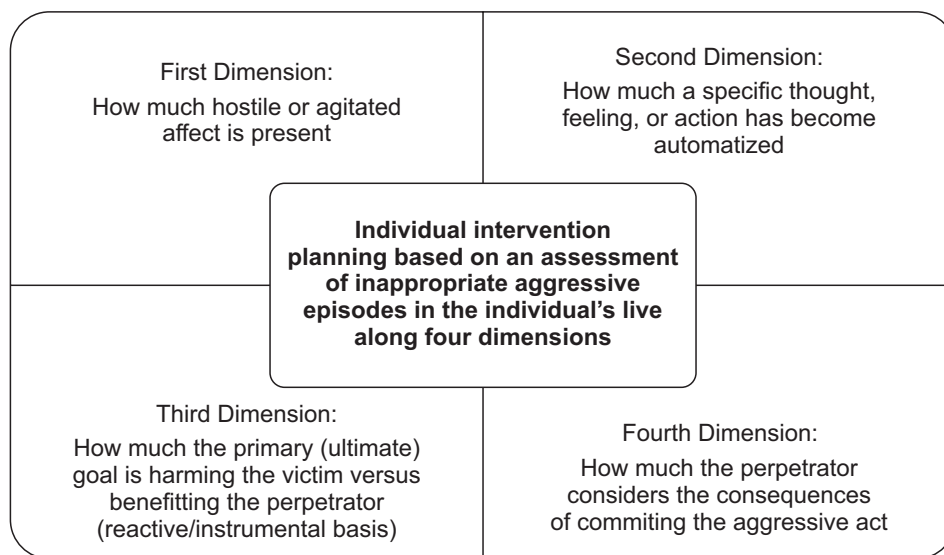 First Dimension:
How much hostile or agitated
affect is present
Second Dimension:
How much a specific thought,
feeling, or action has become
automatized
Individual intervention
planning based on an assessment
of inappropriate aggressive
episodes in the individual's live
along four dimensions
Third Dimension:
How much the primary (ultimate)
goal is harming the victim versus
benefitting the perpetrator
(reactive/instrumental basis)
Fourth Dimension:
How much the perpetrator
considers the consequences
of commiting the aggressive act